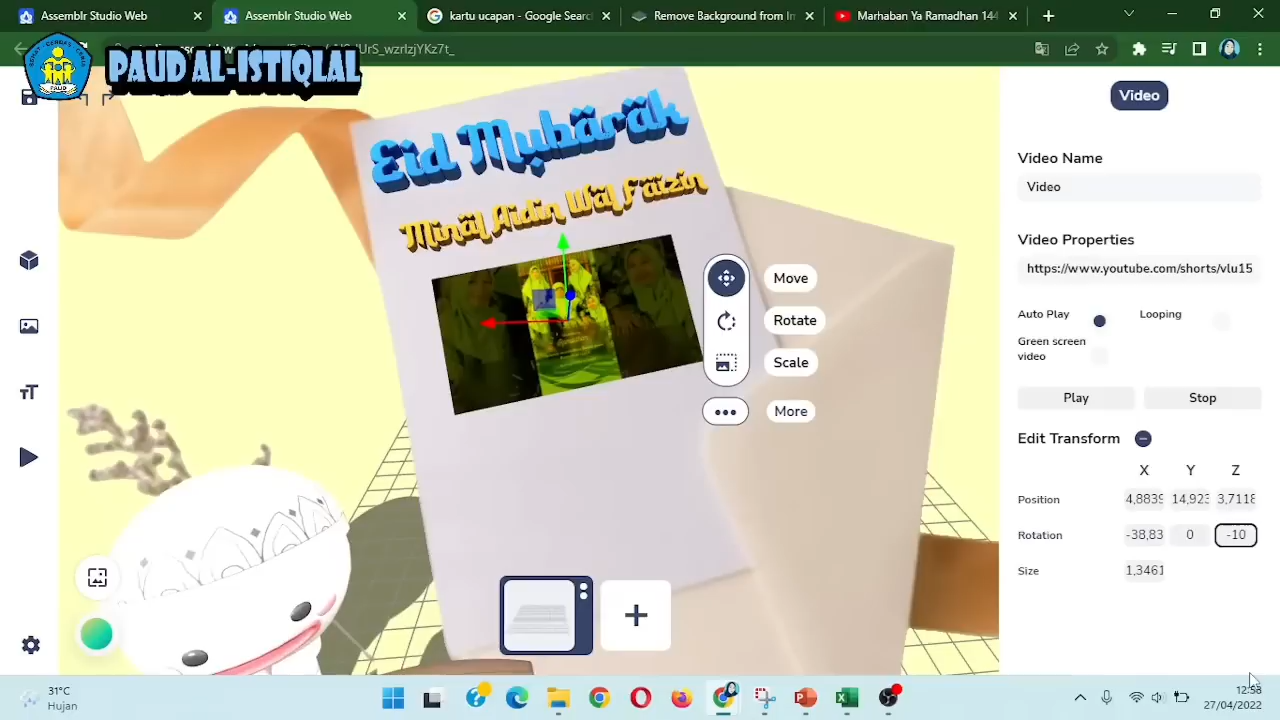 Assemblr Studio Web
Assemblr Studio Web
kartu ucapan - Google Sear
Remove Background from Im
Marhaban Ya Ramadhan 144
UrS_wzrIzjYKz7t_
PAUD AL-ISTIQLAL
PAUD
Video
Eid Mubarak
Minal Aidin Wal Faizin
Video Name
Video
Video Properties
https://www.youtube.com/shorts/vlu15
Auto Play
Looping
Green screen
video
Play
Stop
Edit Transform
X Y Z
Position 4,8839 14,923 3,7118
Rotation -38,83 0 -10
Size 1,3461
Move
Rotate
Scale
More
31°C
Hujan
12:58
27/04/2022